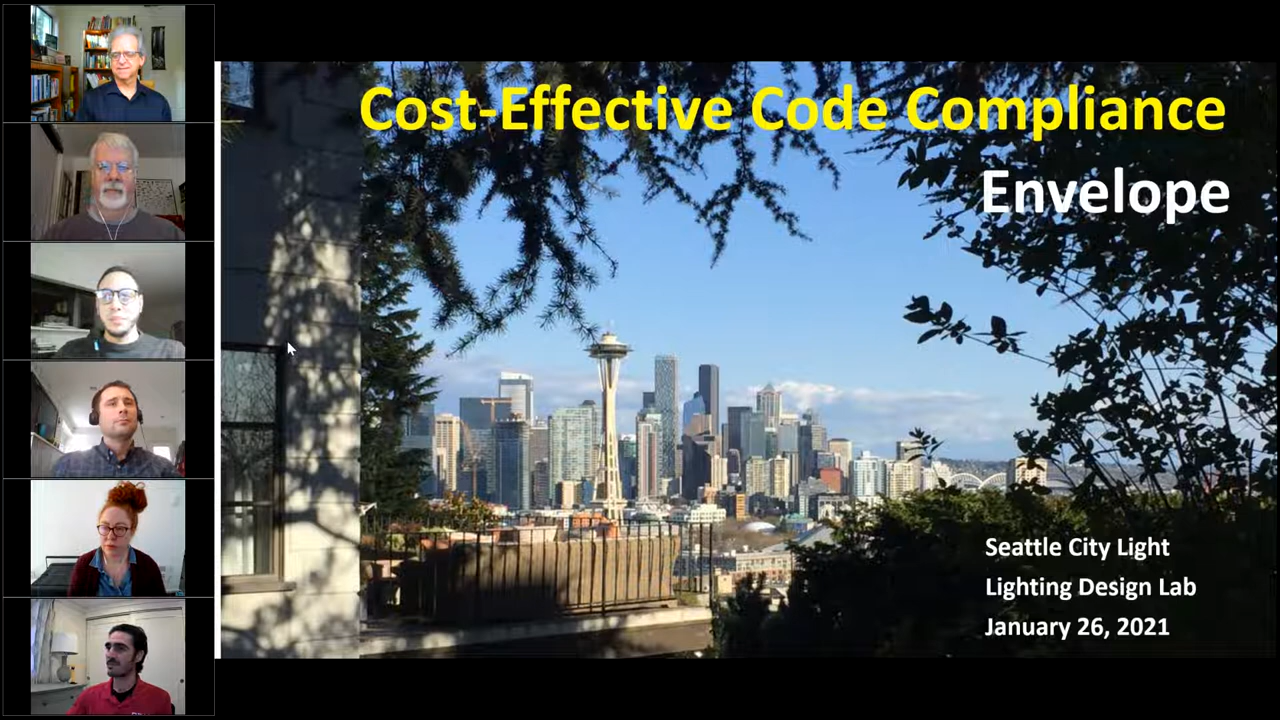 Cost-Effective Code Compliance
Envelope
Seattle City Light
Lighting Design Lab
January 26, 2021